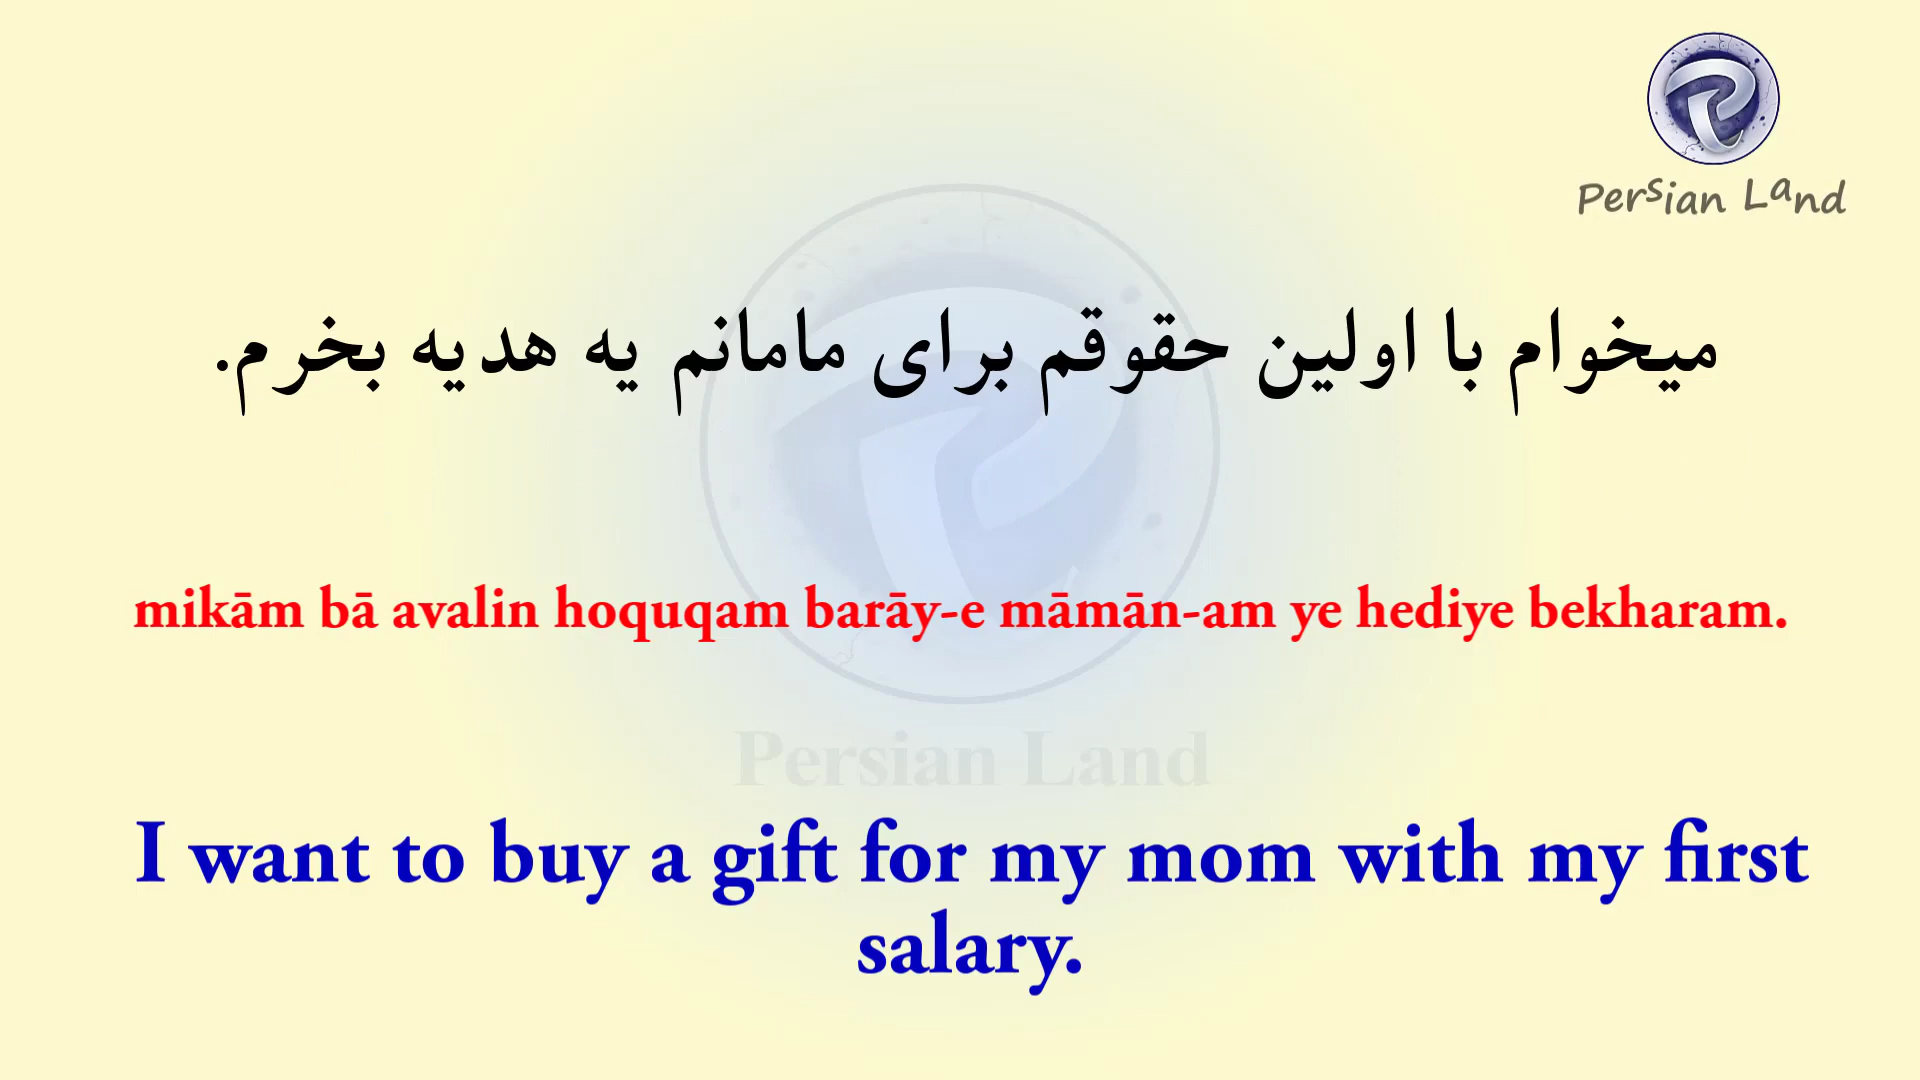 Persian Land
میخوام با اولین حقوقم برای مامانم یه هدیه بخرم.
mikām bā avalin hoquqam barāy-e māmān-am ye hediye bekharam.
Persian Land
I want to buy a gift for my mom with my first
salary.